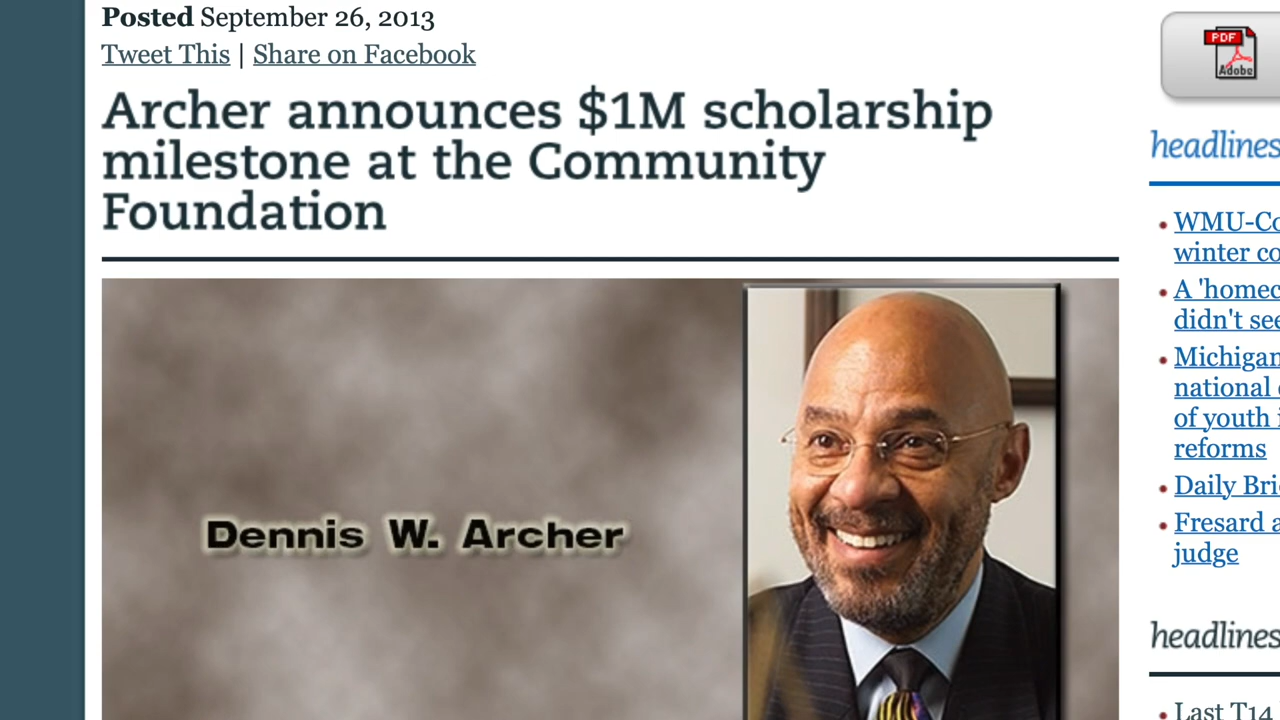 Posted September 26, 2013
Tweet This | Share on Facebook
Archer announces $1M scholarship
milestone at the Community
Foundation
Dennis W. Archer
PDF
Adobe
headlines
WMU-Co
winter co
A 'homec
didn't see
Michigan
national
of youth
reforms
Daily Bri
Fresard a
judge
headlines
Last T14